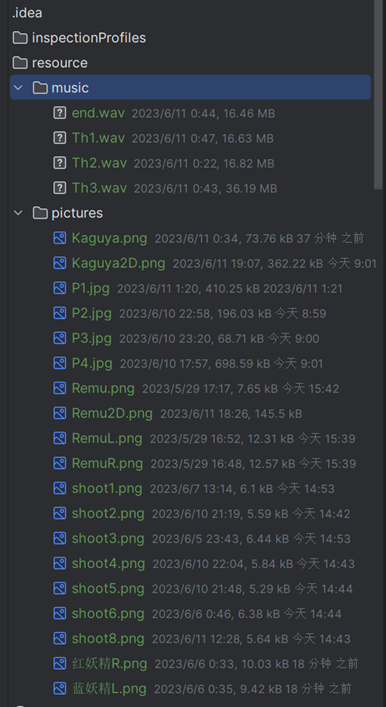 .idea
inspectionProfiles
resource
music
end.wav 2023/6/11 0:44, 16.46 MB
Th1.wav 2023/6/11 0:47, 16.63 MB
Th2.wav 2023/6/11 0:22, 16.82 MB
Th3.wav 2023/6/11 0:43, 36.19 MB
pictures
Kaguya.png 2023/6/11 0:34, 73.76 kB 37 分钟 之前
Kaguya2D.png 2023/6/11 19:07, 362.22 kB 今天 9:01
P1.jpg 2023/6/11 1:20, 410.25 kB 2023/6/11 1:21
P2.jpg 2023/6/10 22:58, 196.03 kB 今天 8:59
P3.jpg 2023/6/10 23:20, 68.71 kB 今天 9:00
P4.jpg 2023/6/10 17:57, 698.59 kB 今天 9:01
Remu.png 2023/5/29 17:17, 7.65 kB 今天 15:42
Remu2D.png 2023/6/11 18:26, 145.5 kB
RemuL.png 2023/5/29 16:52, 12.31 kB 今天 15:39
RemuR.png 2023/5/29 16:48, 12.57 kB 今天 15:39
shoot1.png 2023/6/7 13:14, 6.1 kB 今天 14:53
shoot2.png 2023/6/10 21:19, 5.59 kB 今天 14:42
shoot3.png 2023/6/5 23:43, 6.44 kB 今天 14:53
shoot4.png 2023/6/10 22:04, 5.84 kB 今天 14:43
shoot5.png 2023/6/10 21:48, 5.29 kB 今天 14:44
shoot6.png 2023/6/6 0:46, 6.38 kB 今天 14:44
shoot8.png 2023/6/11 12:28, 5.64 kB 今天 14:43
红妖精R.png 2023/6/6 0:33, 10.03 kB 18 分钟 之前
蓝妖精L.png 2023/6/6 0:35, 9.42 kB 18 分钟 之前